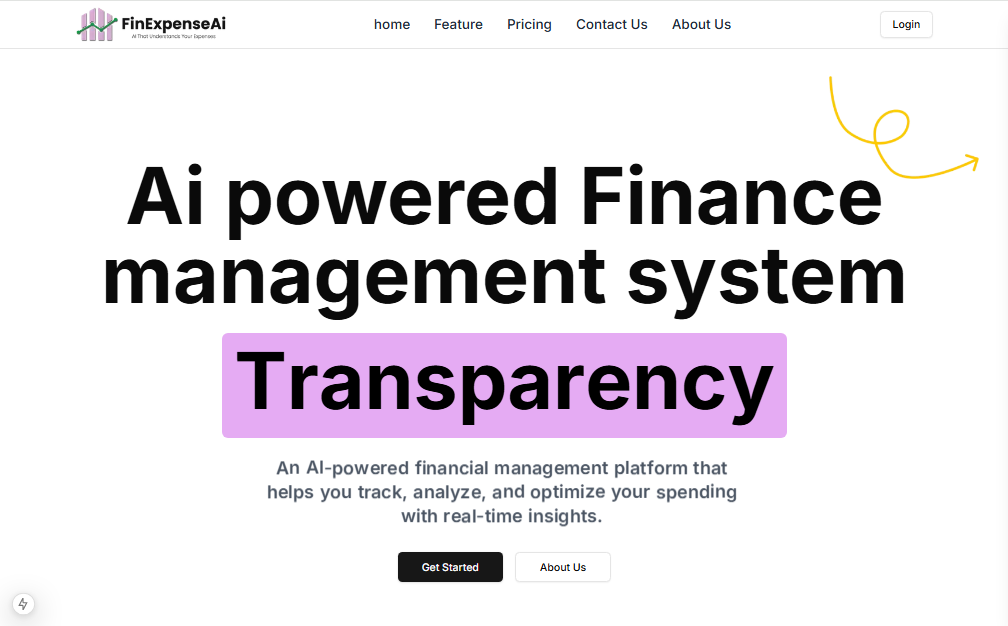 FinExpenseAi
AI That Understands Your Expenses
home Feature Pricing Contact Us About Us
Login
Ai powered Finance
management system
Transparency
An AI-powered financial management platform that
helps you track, analyze, and optimize your spending
with real-time insights.
Get Started About Us